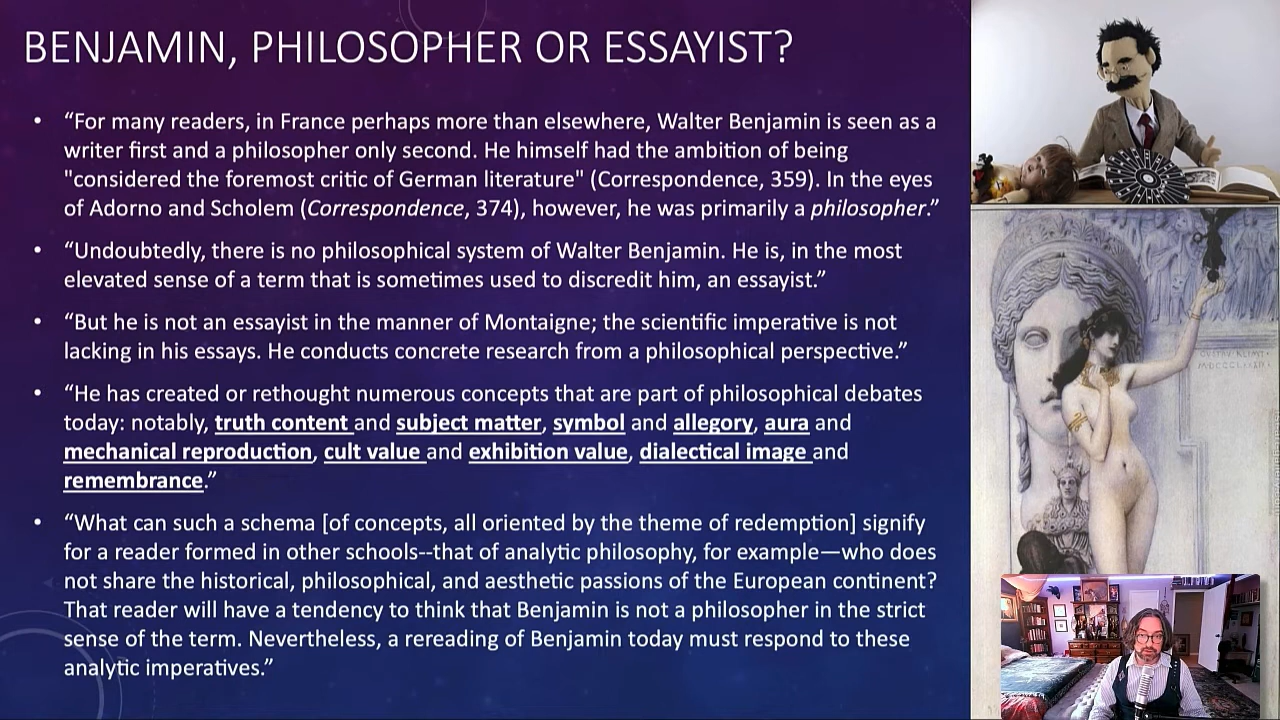 BENJAMIN, PHILOSOPHER OR ESSAYIST?
• “For many readers, in France perhaps more than elsewhere, Walter Benjamin is seen as a
writer first and a philosopher only second. He himself had the ambition of being
"considered the foremost critic of German literature" (Correspondence, 359). In the eyes
of Adorno and Scholem (Correspondence, 374), however, he was primarily a philosopher.”
• “Undoubtedly, there is no philosophical system of Walter Benjamin. He is, in the most
elevated sense of a term that is sometimes used to discredit him, an essayist.”
• “But he is not an essayist in the manner of Montaigne; the scientific imperative is not
lacking in his essays. He conducts concrete research from a philosophical perspective.”
• “He has created or rethought numerous concepts that are part of philosophical debates
today: notably, truth content and subject matter, symbol and allegory, aura and
mechanical reproduction, cult value and exhibition value, dialectical image and
remembrance.”
• “What can such a schema [of concepts, all oriented by the theme of redemption] signify
for a reader formed in other schools--that of analytic philosophy, for example—who does
not share the historical, philosophical, and aesthetic passions of the European continent?
That reader will have a tendency to think that Benjamin is not a philosopher in the strict
sense of the term. Nevertheless, a rereading of Benjamin today must respond to these
analytic imperatives.”
GUSTAV KLIMT